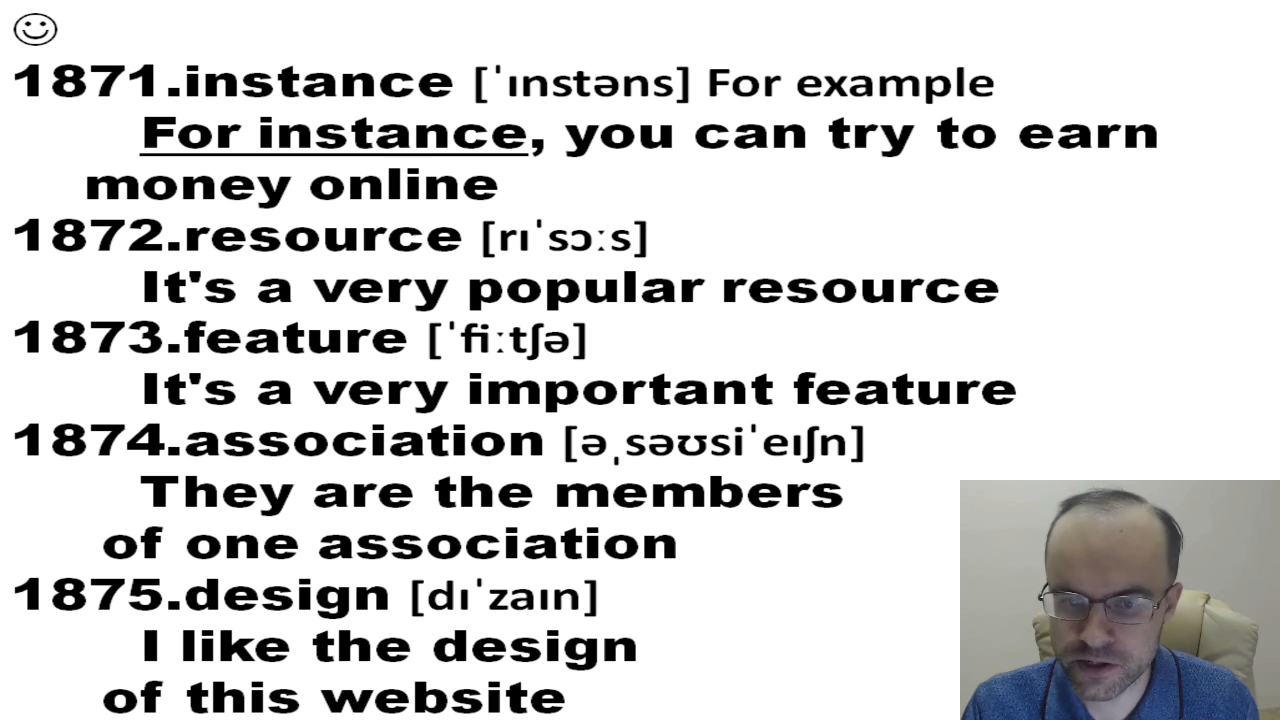 1871.instance [ˈɪnstəns] For example
For instance, you can try to earn
money online
1872.resource [rɪˈsɔːs]
It's a very popular resource
1873.feature [ˈfiːtʃə]
It's a very important feature
1874.association [əˌsəʊsiˈeɪʃn]
They are the members
of one association
1875.design [dɪˈzaɪn]
I like the design
of this website